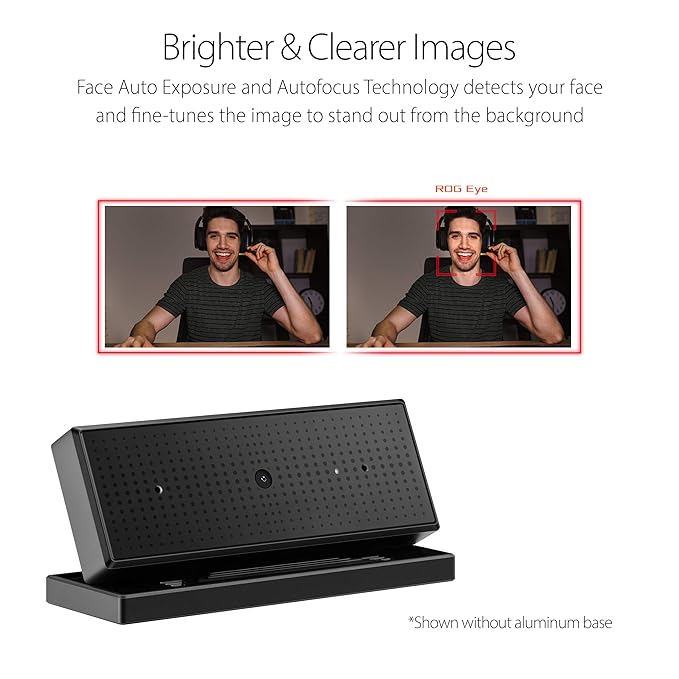 Brighter & Clearer Images
Face Auto Exposure and Autofocus Technology detects your face
and fine-tunes the image to stand out from the background
ROG Eye
*Shown without aluminum base